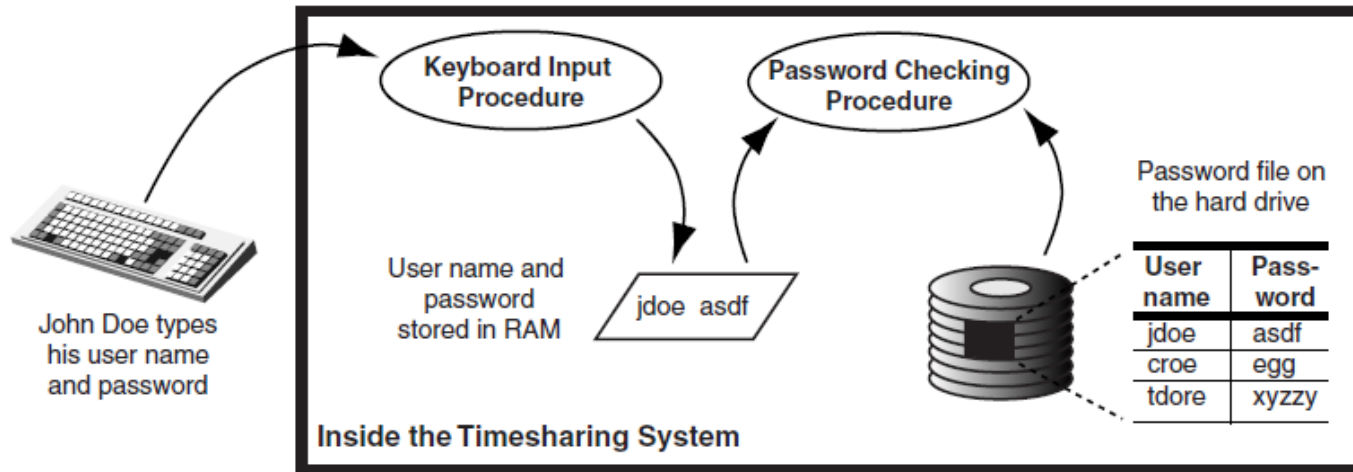 Keyboard Input
Procedure
Password Checking
Procedure
John Doe types
his user name
and password
User name and
password
stored in RAM
jdoe asdf
Password file on
the hard drive
User name Pass-word
jdoe asdf
croe egg
tdore xyzzy
Inside the Timesharing System